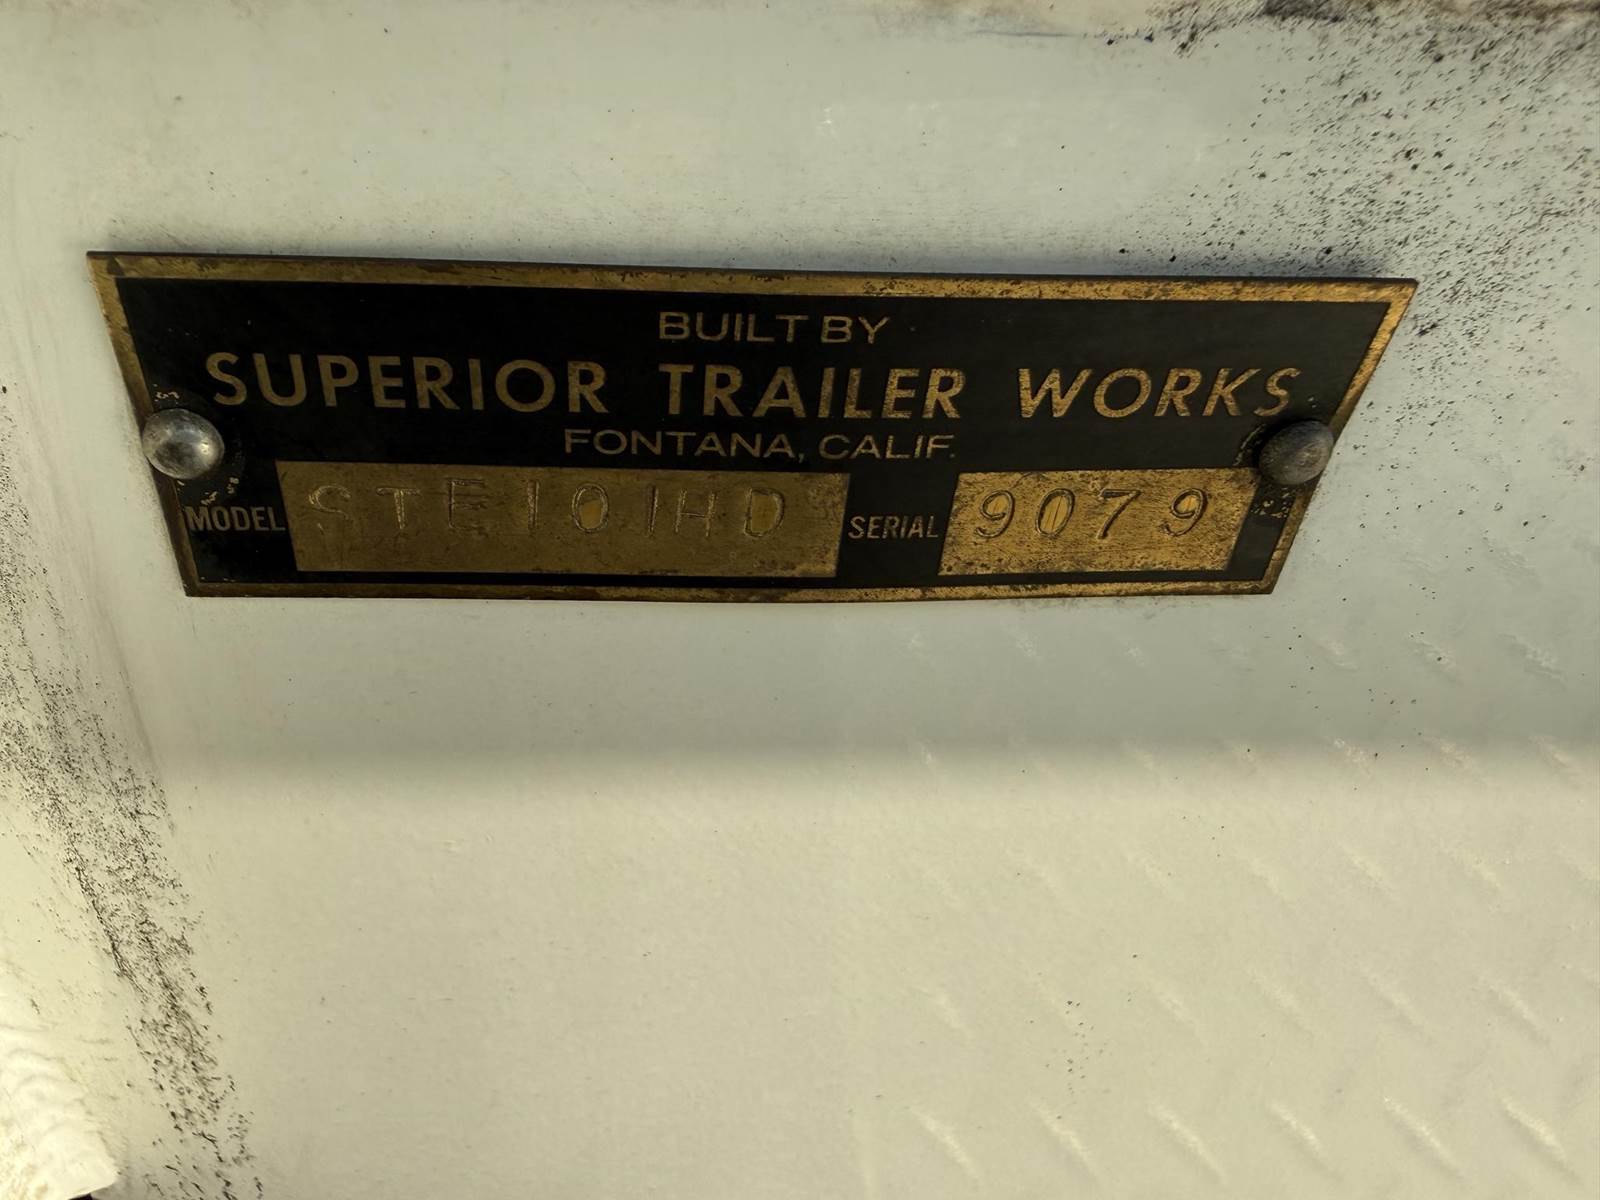 BUILT BY
SUPERIOR TRAILER WORKS
FONTANA, CALIF.
MODEL STE101HD SERIAL 9079